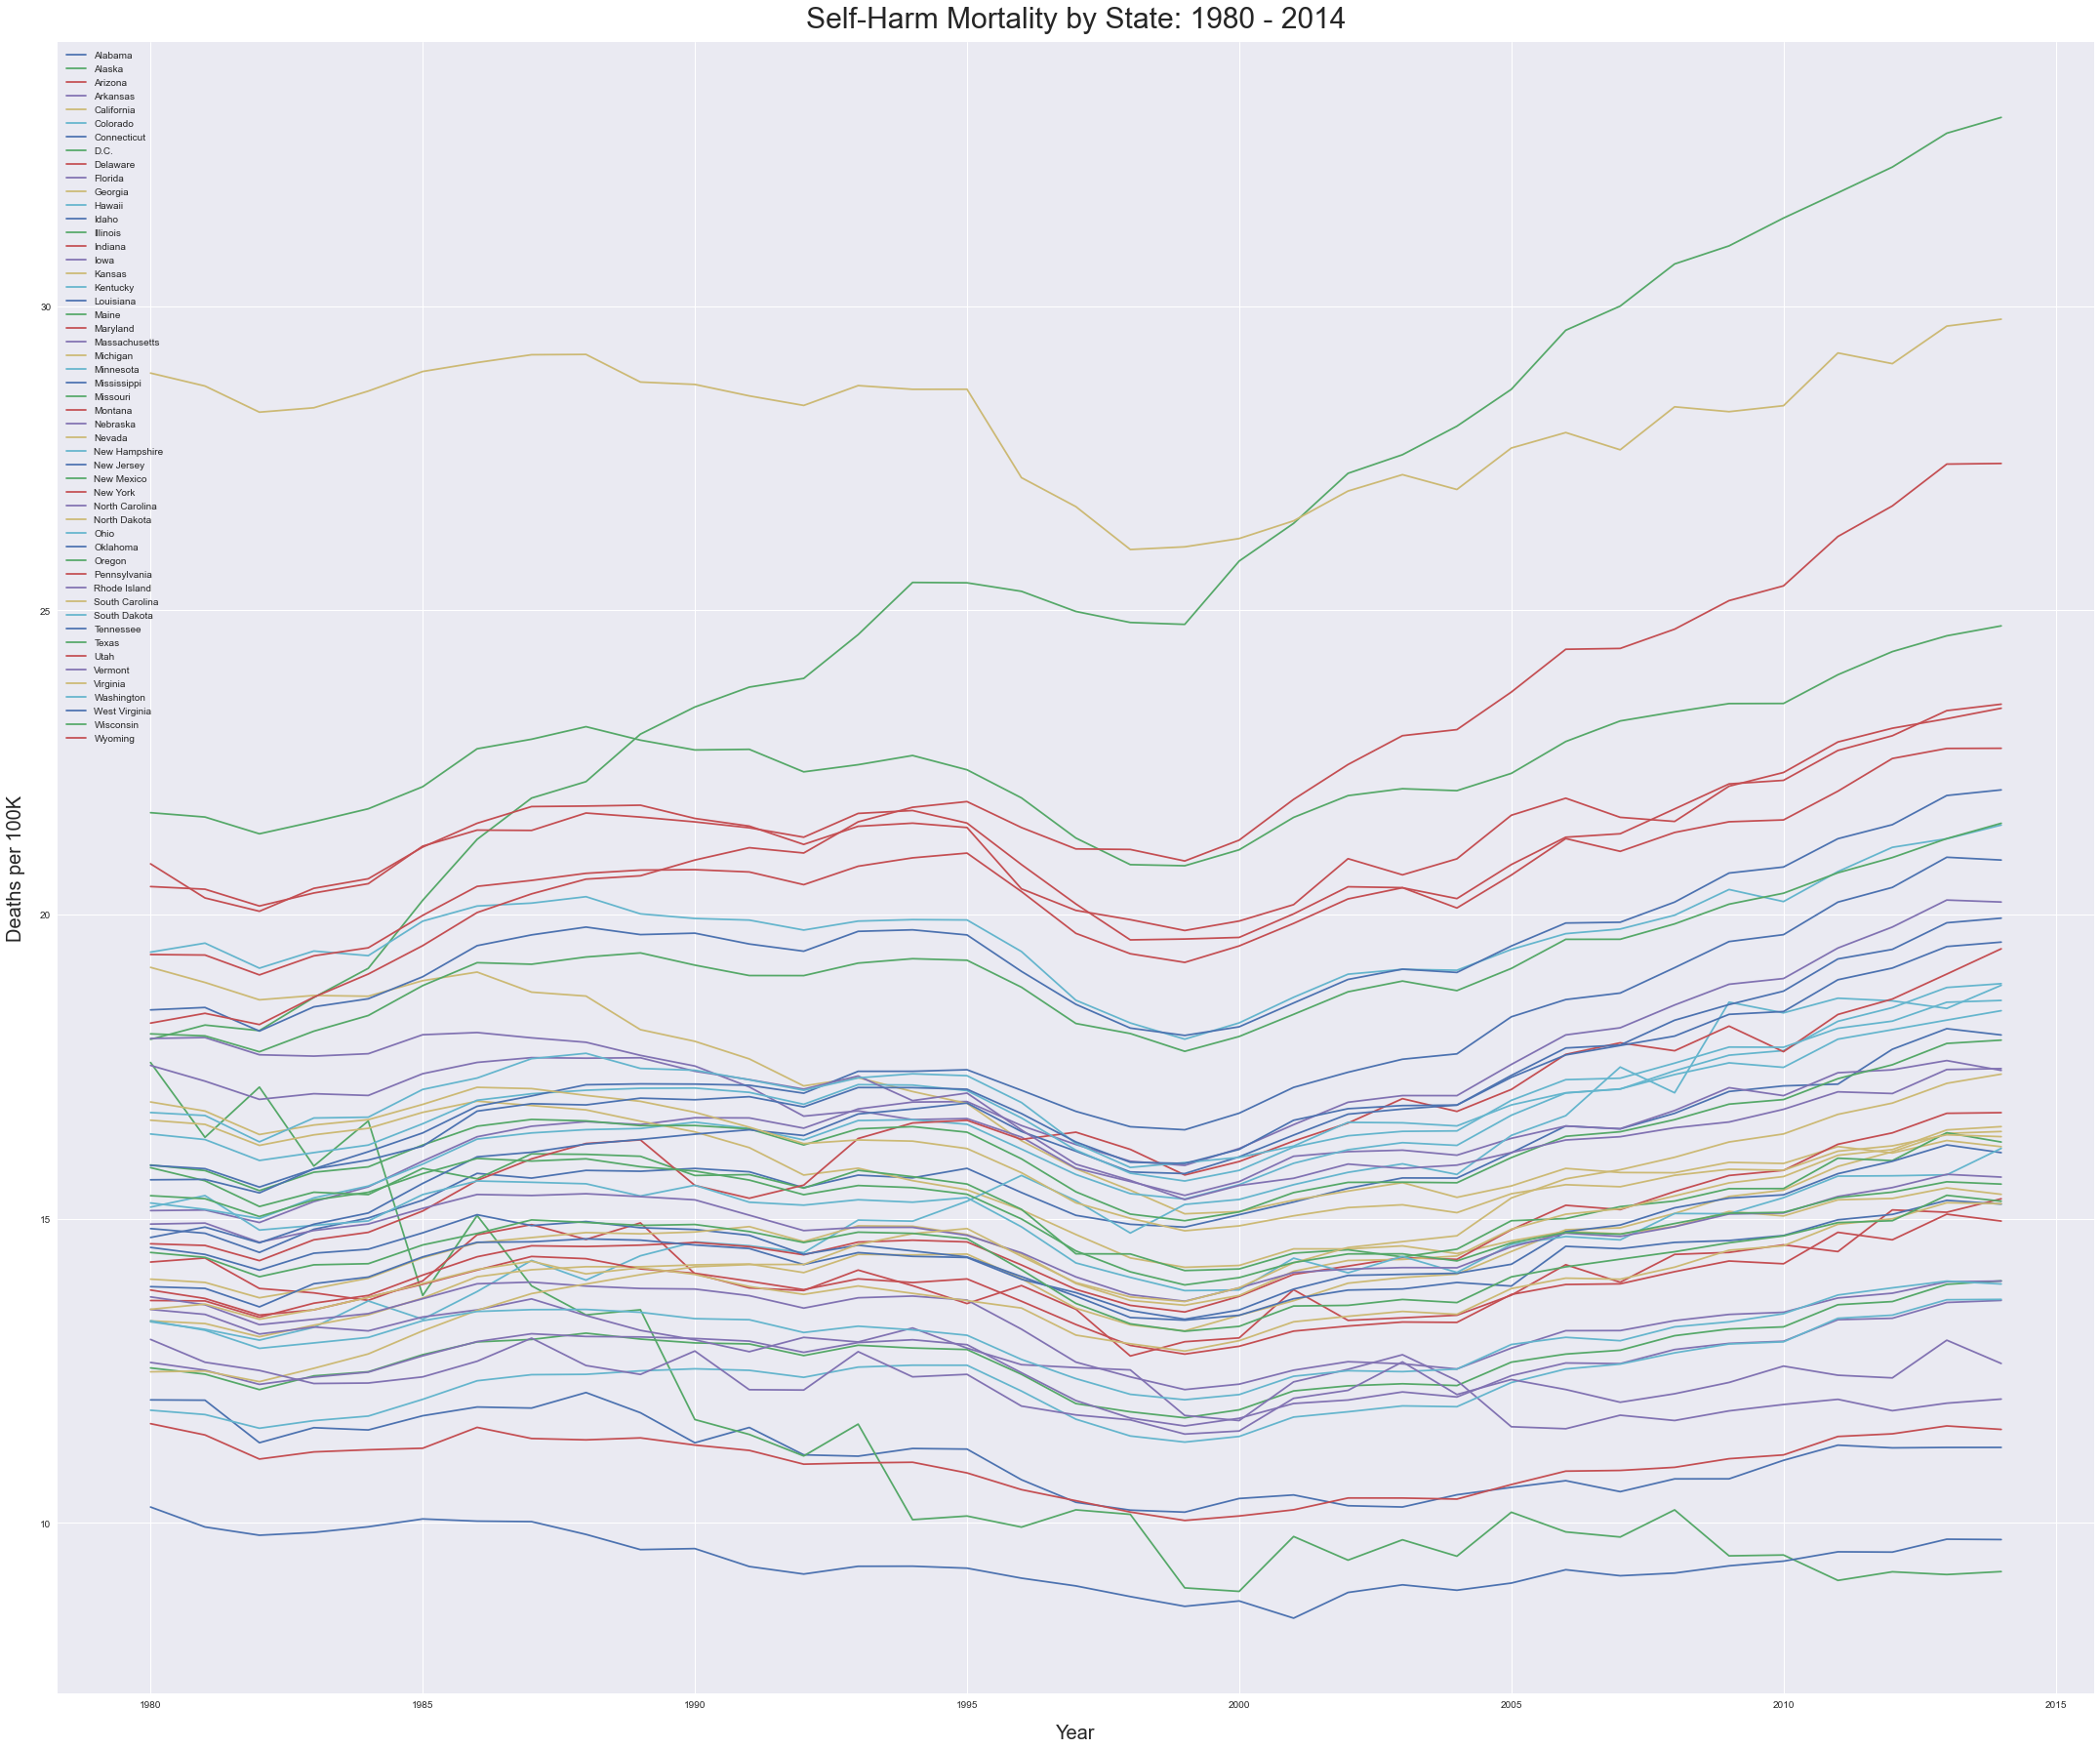 Self-Harm Mortality by State: 1980 - 2014
Alabama
Alaska
Arizona
Arkansas
California
Colorado
Connecticut
D.C.
Delaware
Florida
Georgia
Hawaii
Idaho
Illinois
Indiana
Iowa
Kansas
Kentucky
Louisiana
Maine
Maryland
Massachusetts
Michigan
Minnesota
Mississippi
Missouri
Montana
Nebraska
Nevada
New Hampshire
New Jersey
New Mexico
New York
North Carolina
North Dakota
Ohio
Oklahoma
Oregon
Pennsylvania
Rhode Island
South Carolina
South Dakota
Tennessee
Texas
Utah
Vermont
Virginia
Washington
West Virginia
Wisconsin
Wyoming
Deaths per 100K
30
25
20
15
10
1980 1985 1990 1995 2000 2005 2010 2015
Year